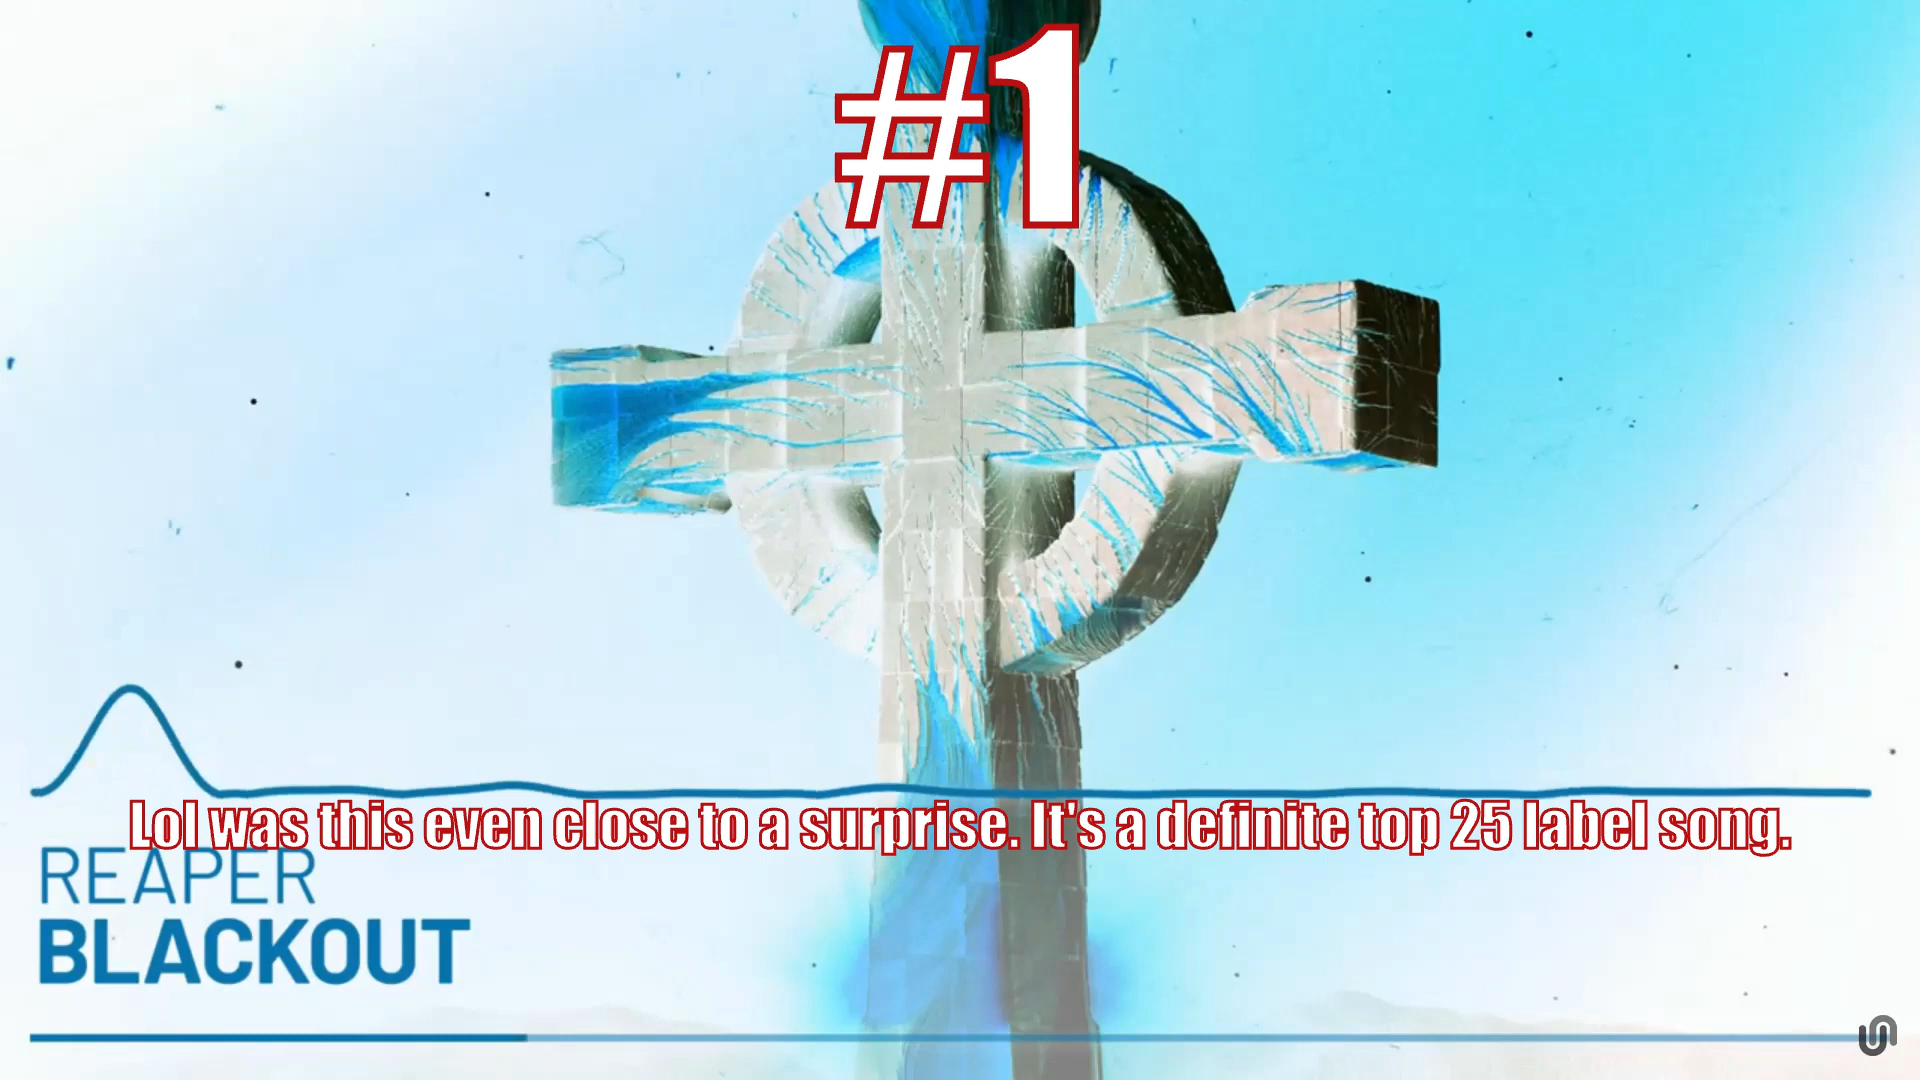 #1
Lol was this even close to a surprise. It's a definite top 25 label song.
REAPER
BLACKOUT